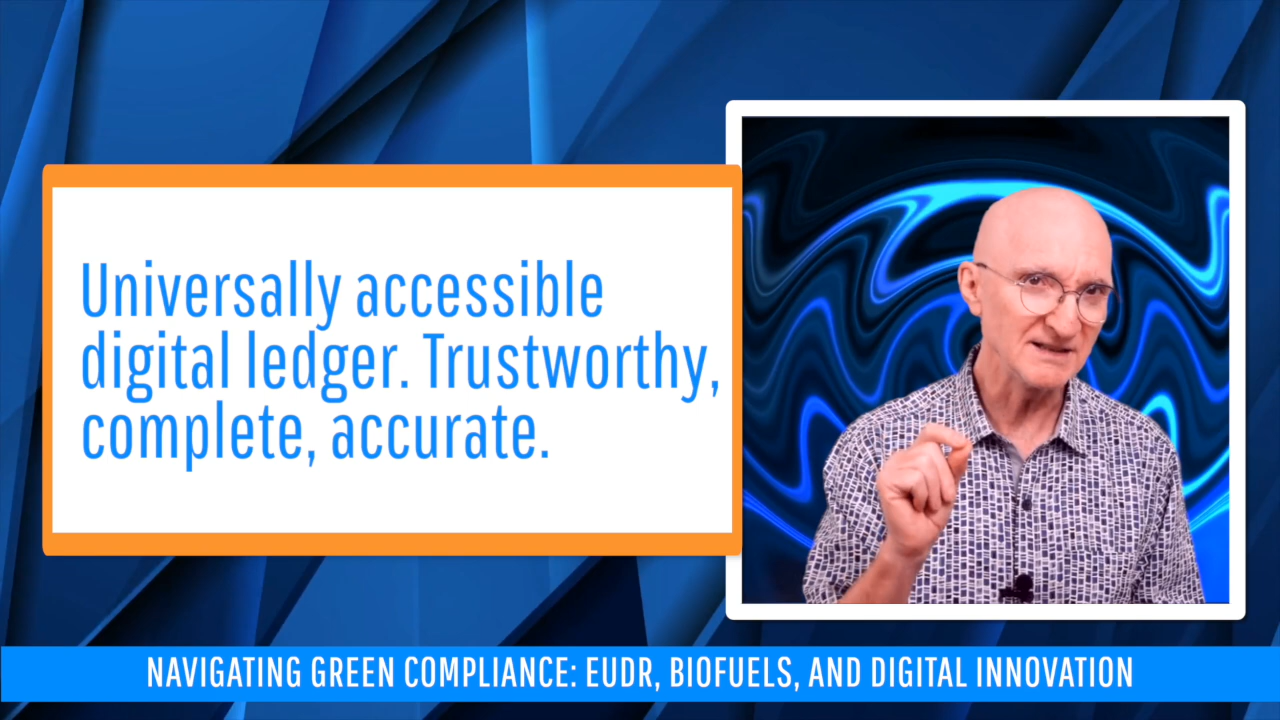 Universally accessible
digital ledger. Trustworthy,
complete, accurate.
NAVIGATING GREEN COMPLIANCE: EUDR, BIOFUELS, AND DIGITAL INNOVATION